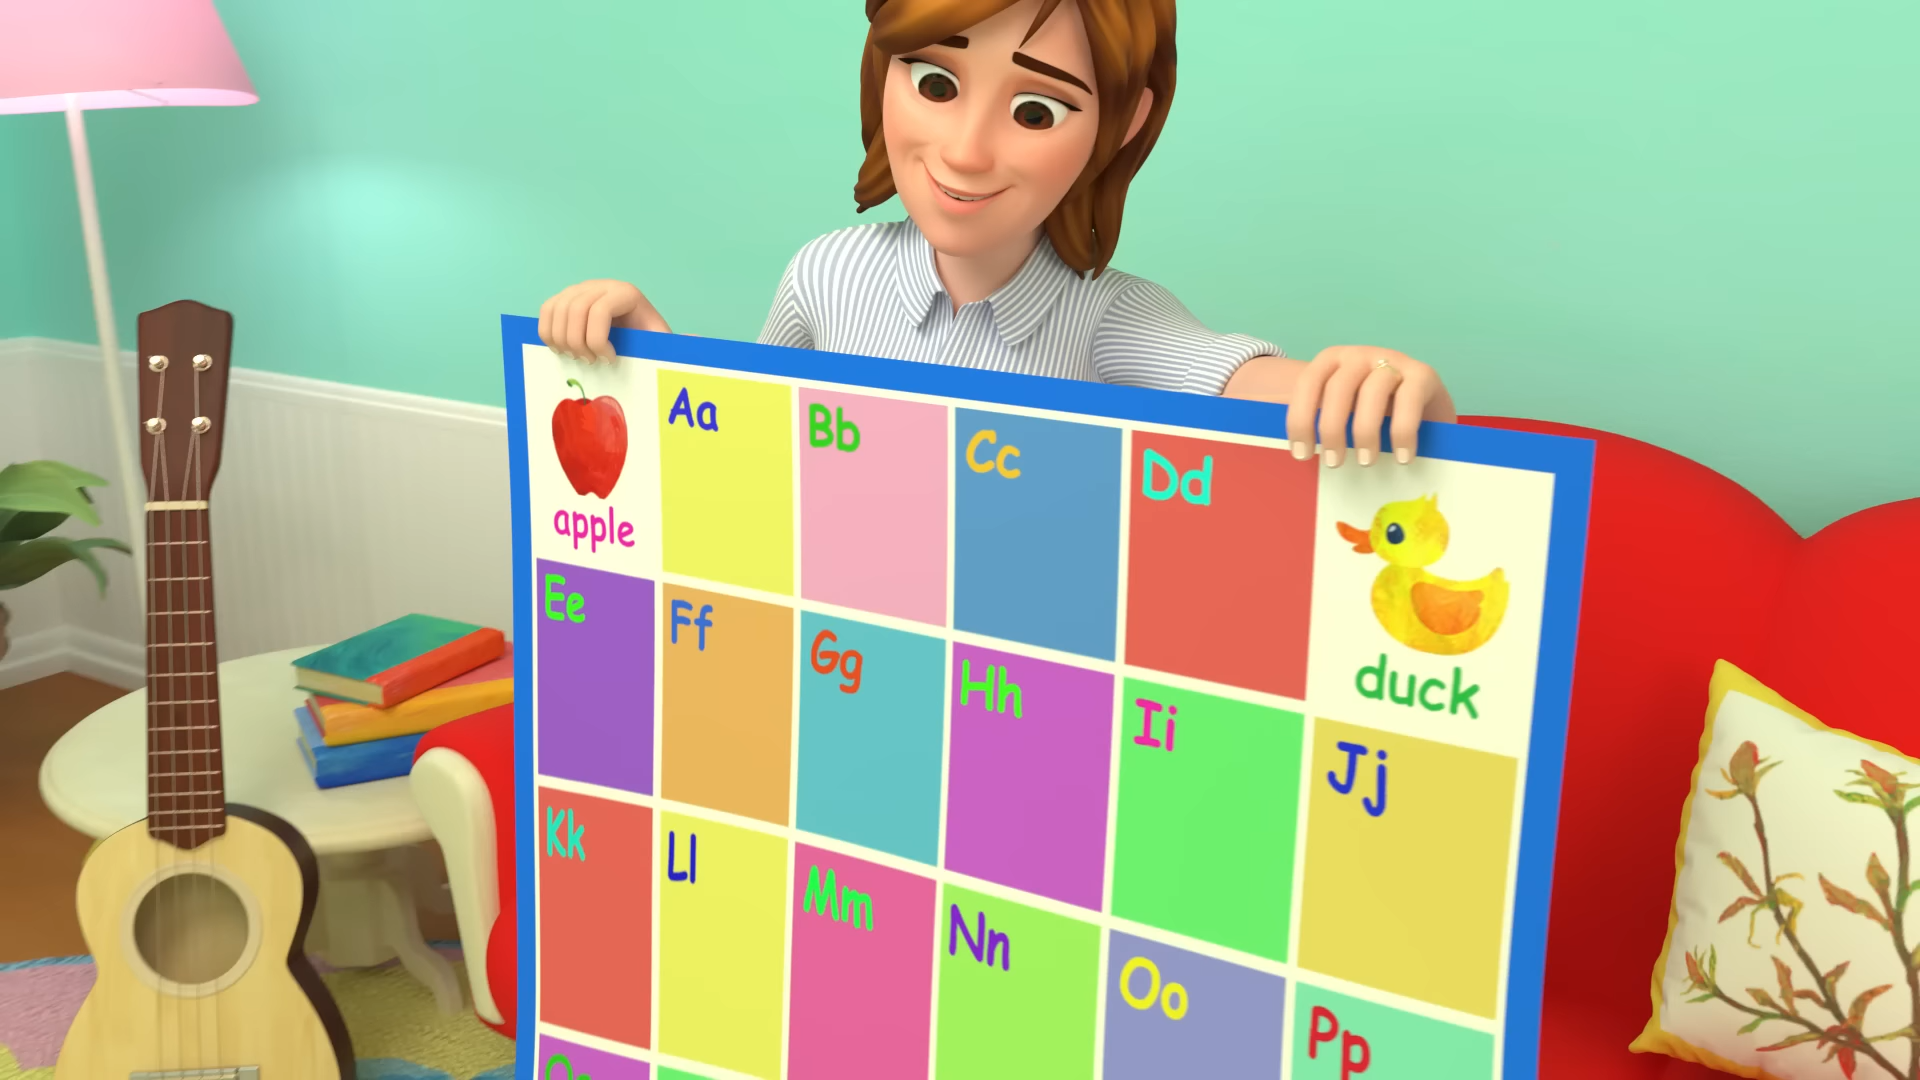 Aa Bb Cc Dd
apple duck
Ee Ff Gg Hh Ii Jj
Kk Ll Mm Nn Oo Pp